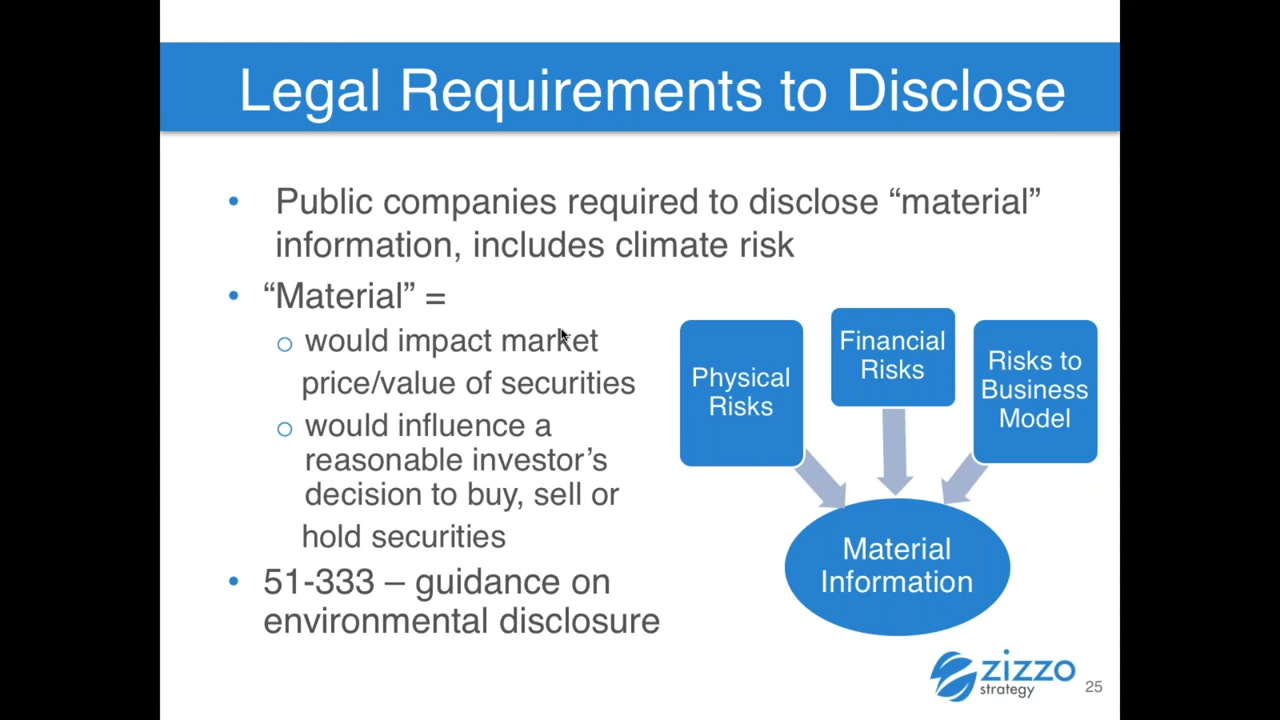 Legal Requirements to Disclose
• Public companies required to disclose “material”
information, includes climate risk
• “Material” =
o would impact market
price/value of securities
o would influence a
reasonable investor’s
decision to buy, sell or
hold securities
• 51-333 – guidance on
environmental disclosure
Physical
Risks
Financial
Risks
Risks to
Business
Model
Material
Information
zizzo
strategy
25